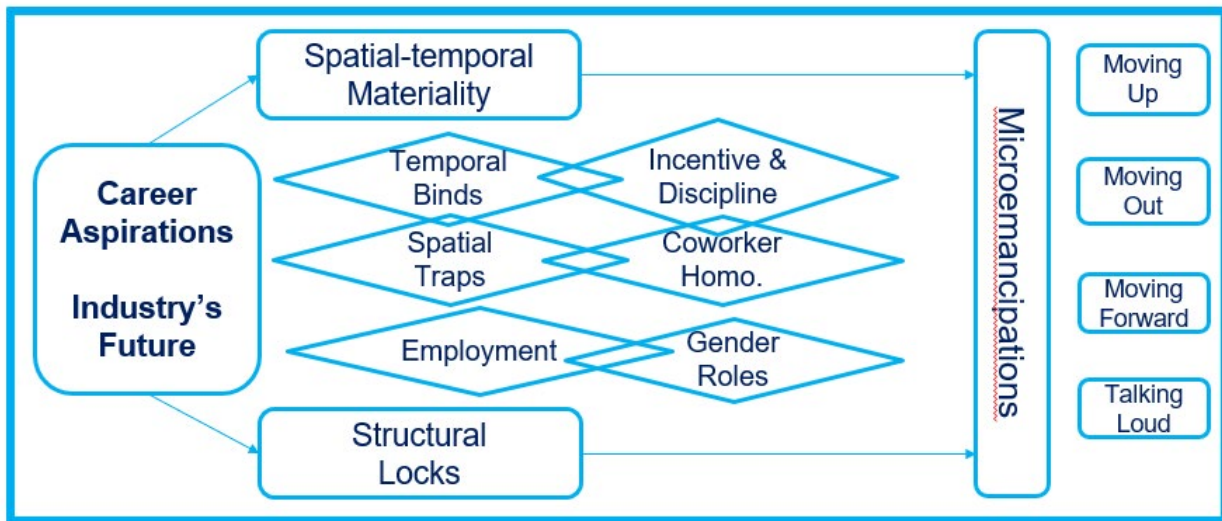 Career
Aspirations
Industry's
Future
Spatial-temporal
Materiality
Temporal
Binds
Incentive &
Discipline
Spatial
Traps
Coworker
Homo.
Employment
Gender
Roles
Structural
Locks
Microemancipations
Moving
Up
Moving
Out
Moving
Forward
Talking
Loud